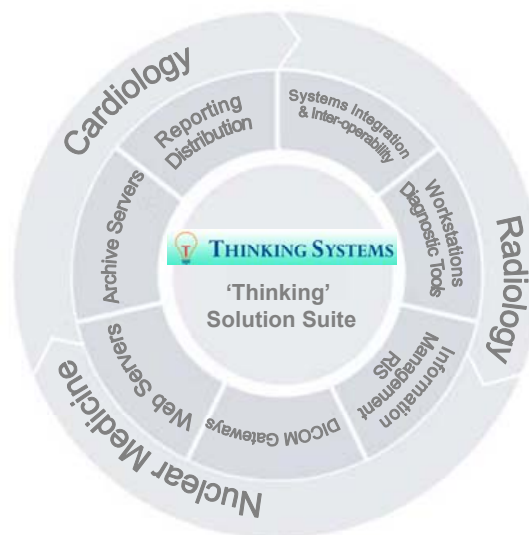 Cardiology
Radiology
Nuclear Medicine
Reporting
Distribution
Systems Integration
& Inter-operability
Workstations
Diagnostic Tools
Information
Management
RIS
DICOM Gateways
Web Servers
Archive Servers
THINKING SYSTEMS
‘Thinking’
Solution Suite